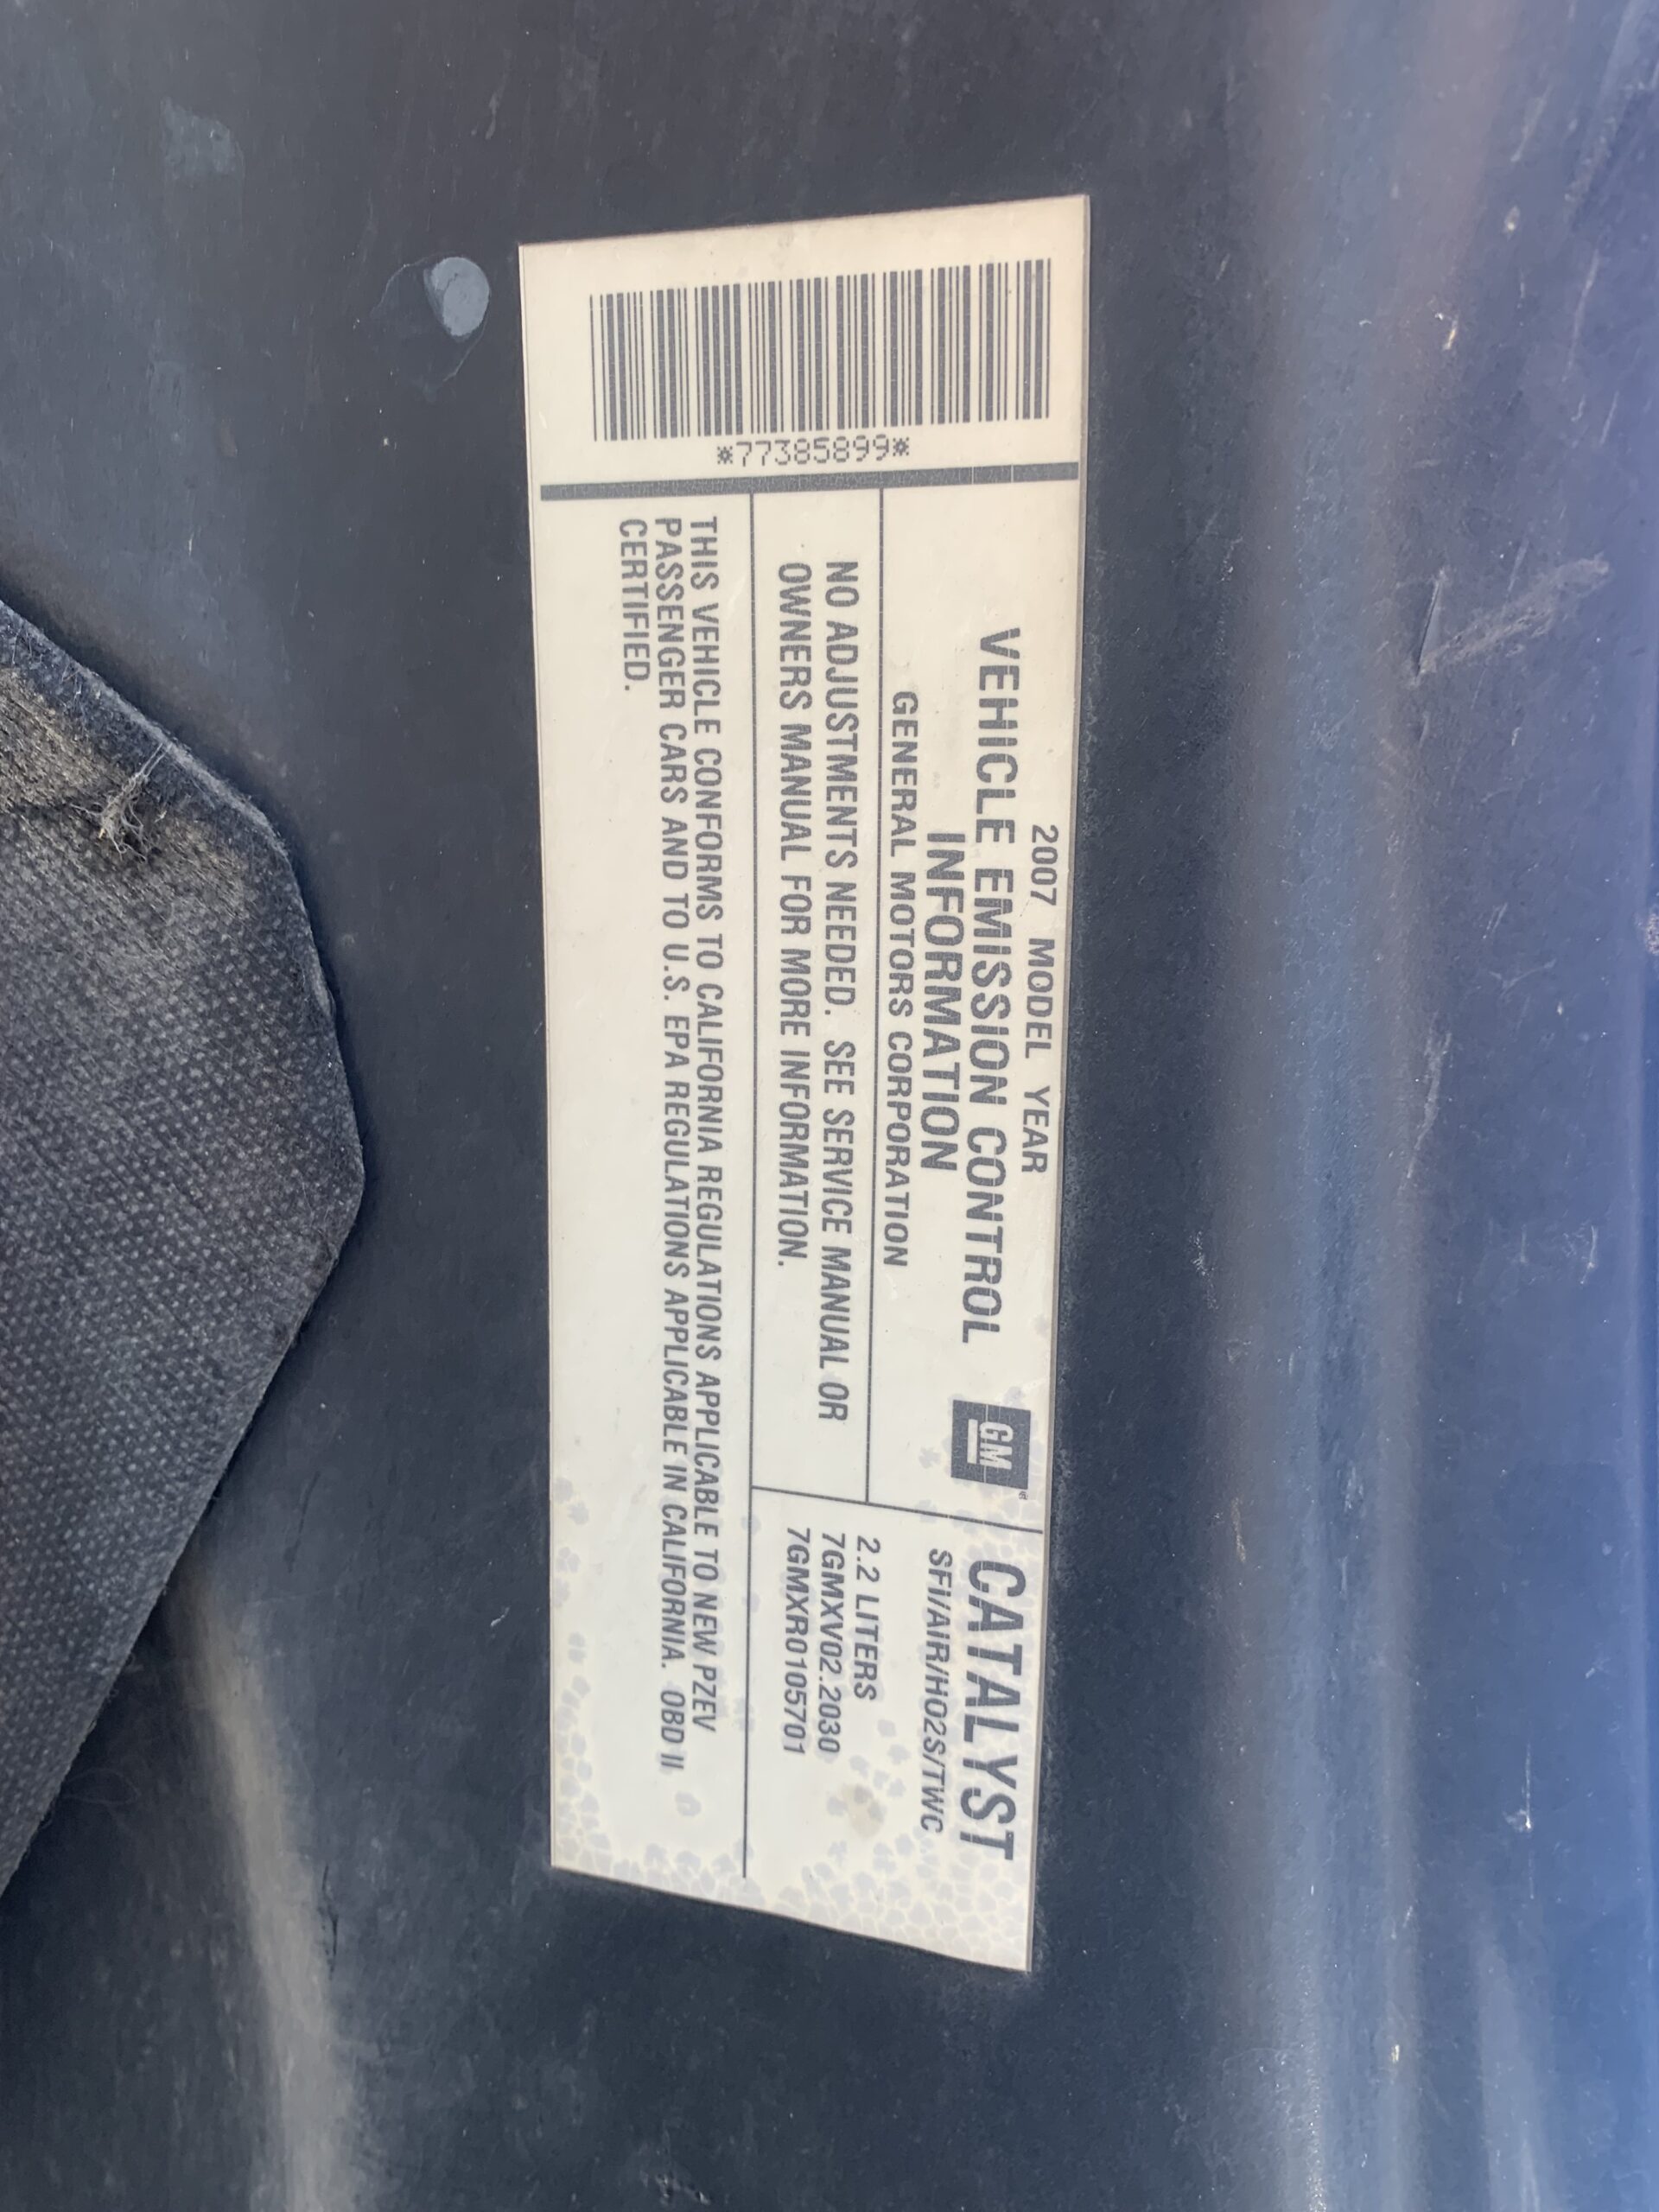 2007 MODEL YEAR
VEHICLE EMISSION CONTROL
INFORMATION
GENERAL MOTORS CORPORATION
GM
CATALYST
SFI/AIR/HO2S/TWC
NO ADJUSTMENTS NEEDED. SEE SERVICE MANUAL OR
OWNERS MANUAL FOR MORE INFORMATION.
2.2 LITERS
7GMXV02.2030
7GMXR0105701
THIS VEHICLE CONFORMS TO CALIFORNIA REGULATIONS APPLICABLE TO NEW PZEV
PASSENGER CARS AND TO U.S. EPA REGULATIONS APPLICABLE IN CALIFORNIA. OBD II
CERTIFIED.
*77385899*